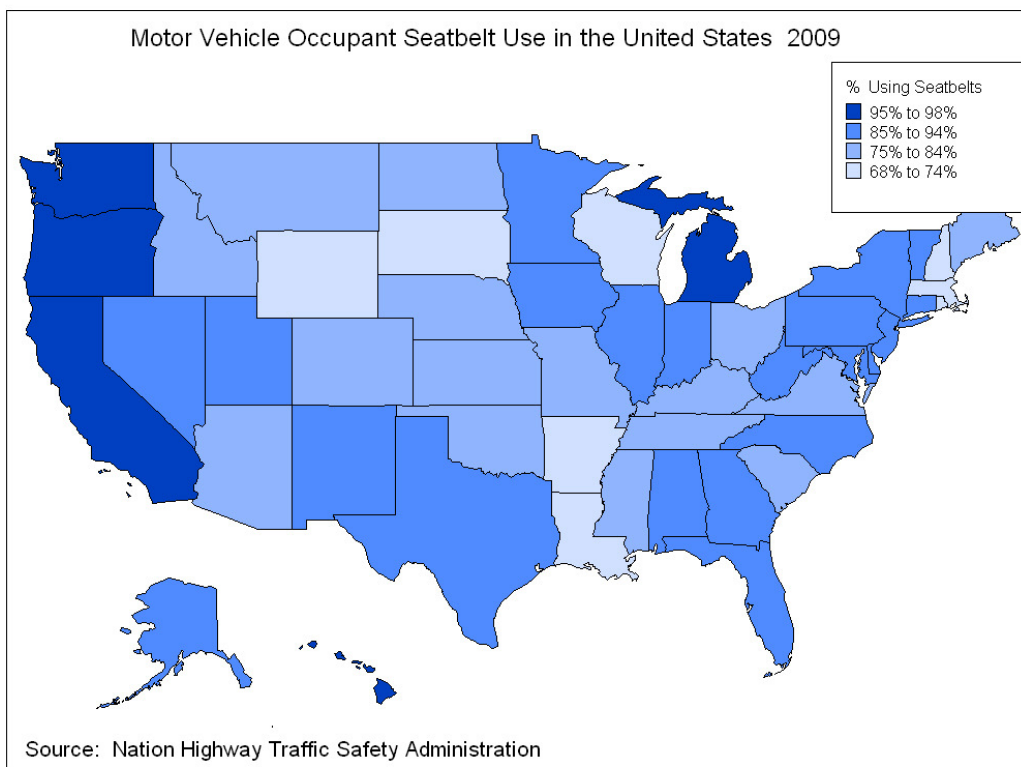 Motor Vehicle Occupant Seatbelt Use in the United States 2009
% Using Seatbelts
95% to 98%
85% to 94%
75% to 84%
68% to 74%
Source: Nation Highway Traffic Safety Administration